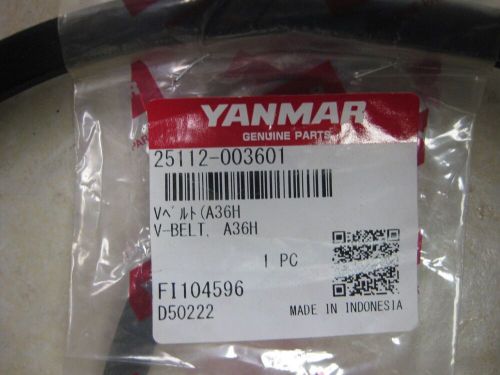 YANMAR
GENUINE PARTS
25112-003601
Vベルト(A36H
V-BELT, A36H
1 PC
FI104596
D50222
MADE IN INDONESIA